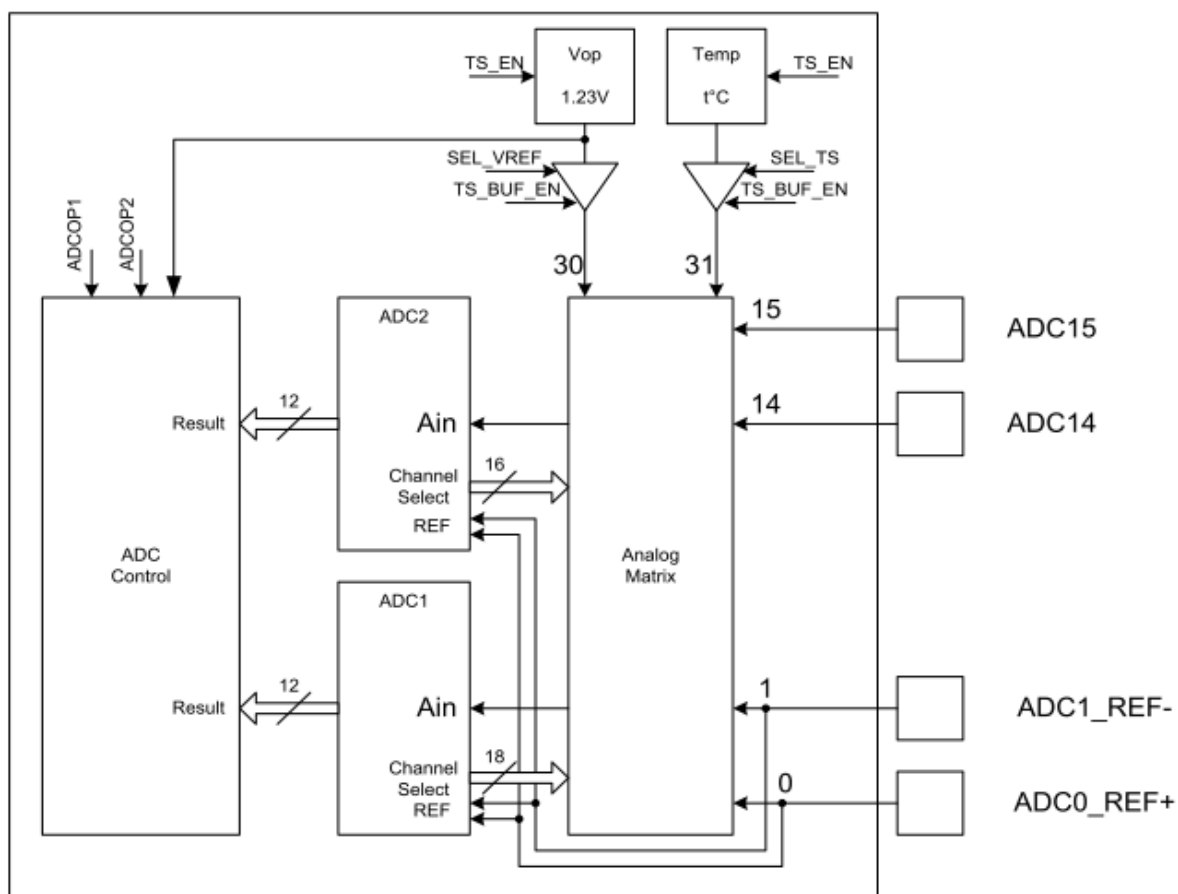 Vop
1.23V
Temp
t°C
TS_EN
TS_EN
SEL_VREF
TS_BUF_EN
SEL_TS
TS_BUF_EN
ADCOP1
ADCOP2
30
31
15
ADC15
14
ADC14
ADC2
Result
12
Ain
Channel
Select
16
REF
ADC
Control
Analog
Matrix
ADC1
Result
12
Ain
Channel
Select
18
REF
1
ADC1_REF-
0
ADC0_REF+